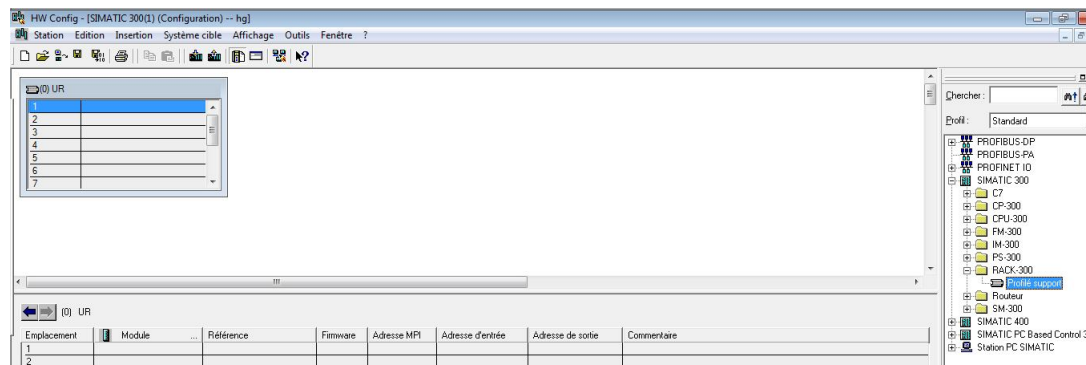 HW Config - [SIMATIC 300(1) (Configuration) -- hg]
Station Edition Insertion Système cible Affichage Outils Fenêtre ?
(0) UR
1
2
3
4
5
6
7
Chercher :
Profil : Standard
PROFIBUS-DP
PROFIBUS-PA
PROFINET IO
SIMATIC 300
C7
CP-300
CPU-300
FM-300
IM-300
PS-300
RACK-300
Profilé support
Routeur
SM-300
SIMATIC 400
SIMATIC PC Based Control 3
Station PC SIMATIC
(0) UR
Emplacement Module ... Référence Firmware Adresse MPI Adresse d'entrée Adresse de sortie Commentaire
1
2